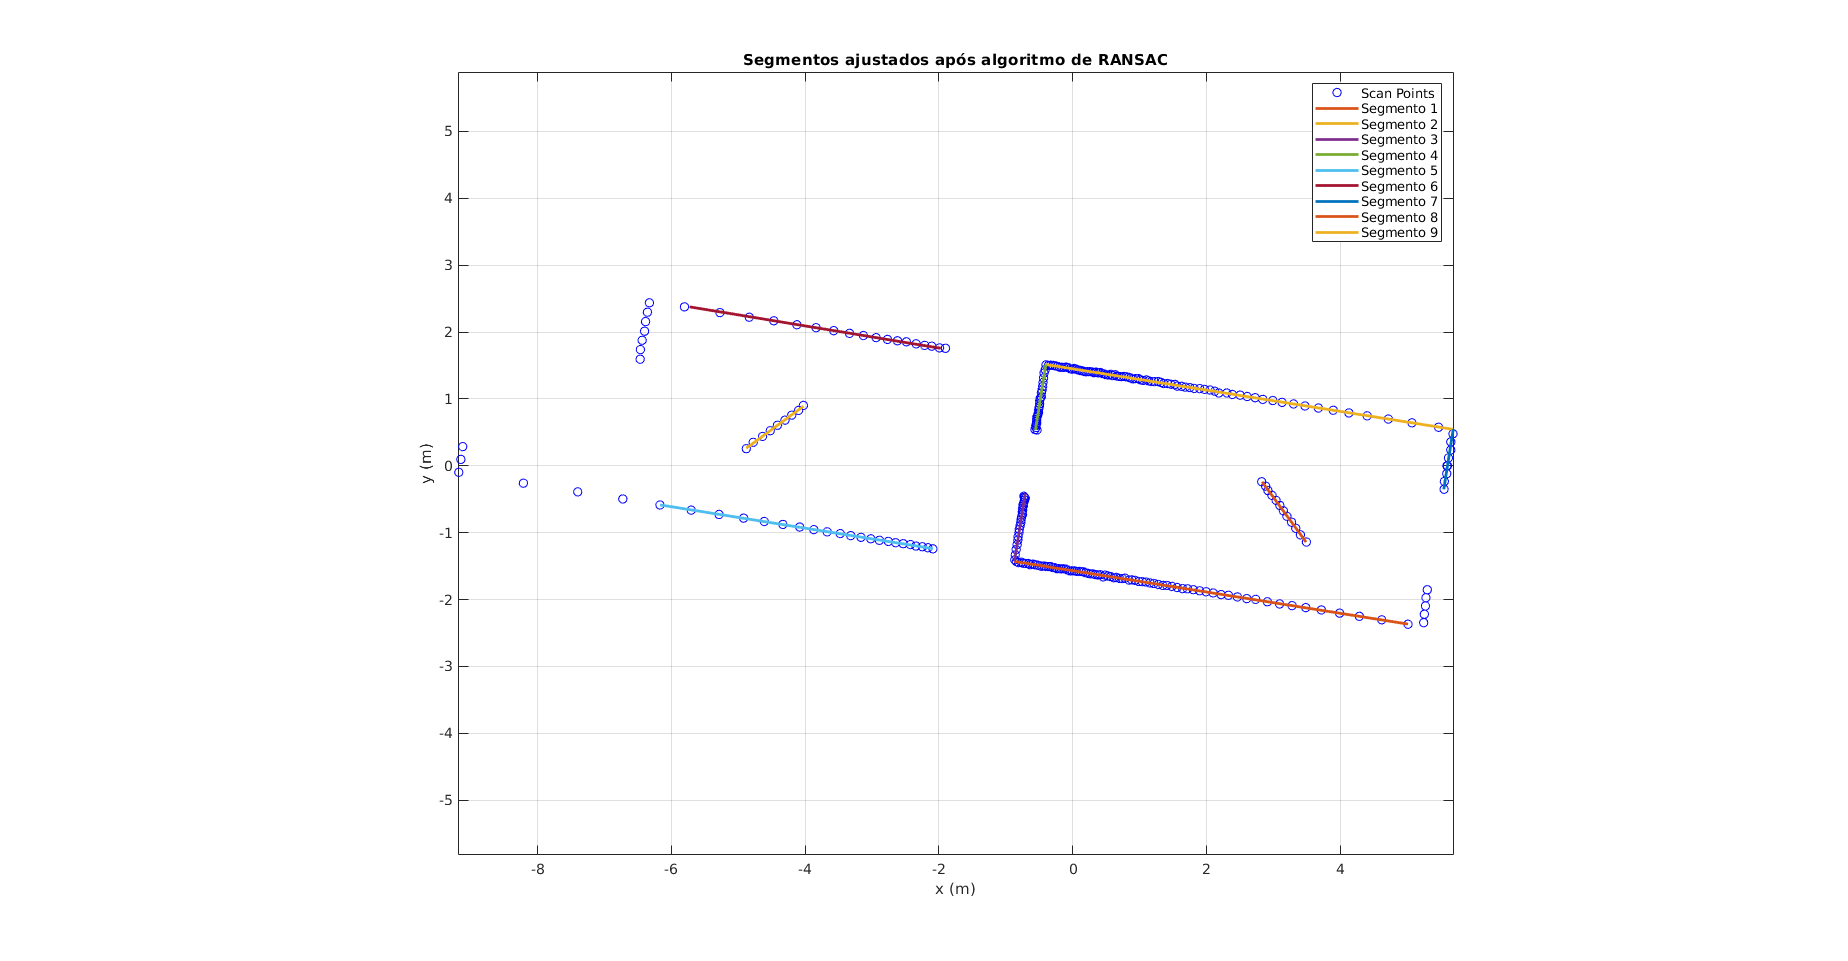 Segmentos ajustados após algoritmo de RANSAC
Scan Points
Segmento 1
Segmento 2
Segmento 3
Segmento 4
Segmento 5
Segmento 6
Segmento 7
Segmento 8
Segmento 9
5
4
3
2
1
0
-1
-2
-3
-4
-5
y (m)
-8 -6 -4 -2 0 2 4
x (m)